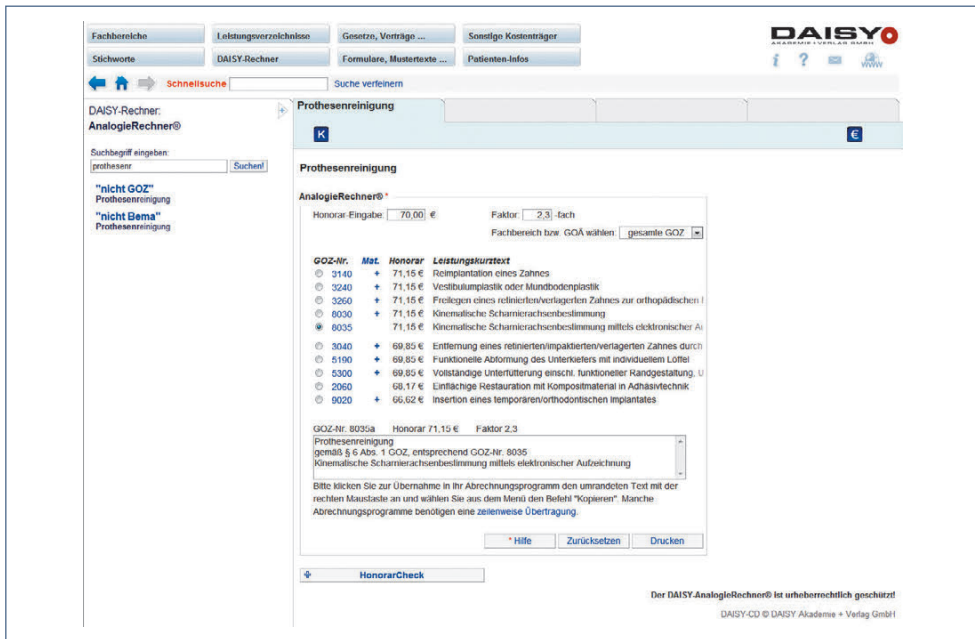 Fachbereiche
Leistungsverzeichnisse
Gesetze, Verträge ...
Sonstige Kostenträger
Stichworte
DAISY-Rechner
Formulare, Mustertexte ...
Patienten-Infos
DAISY
AKADEMIE + VERLAG GMBH
i ? WWW
Schnellsuche
Suche verfeinern
DAISY-Rechner:
AnalogieRechner®
Suchbegriff eingeben:
prothesenr Suchen!
"nicht GOZ"
Prothesenreinigung
"nicht Bema"
Prothesenreinigung
Prothesenreinigung
K €
Prothesenreinigung
AnalogieRechner® *
Honorar-Eingabe: 70,00 € Faktor: 2,3 -fach
Fachbereich bzw. GOÄ wählen: gesamte GOZ
GOZ-Nr. Mat. Honorar Leistungskurztext
3140 + 71,15 € Reimplantation eines Zahnes
3240 + 71,15 € Vestibulumplastik oder Mundbodenplastik
3260 + 71,15 € Freilegen eines retinierten/verlagerten Zahnes zur orthopädischen
8030 + 71,15 € Kinematische Scharnierachsenbestimmung
8035 71,15 € Kinematische Scharnierachsenbestimmung mittels elektronischer
3040 + 69,85 € Entfernung eines retinierten/impaktierten/verlagerten Zahnes durch
5190 + 69,85 € Funktionelle Abformung des Unterkiefers mit individuellem Löffel
5300 + 69,85 € Vollständige Unterfütterung einschl. funktioneller Randgestaltung,
2060 68,17 € Einflächige Restauration mit Kompositmaterial in Adhäsivtechnik
9020 + 66,62 € Insertion eines temporären/orthodontischen Implantates
GOZ-Nr. 8035a Honorar 71,15 € Faktor 2,3
Prothesenreinigung
gemäß § 6 Abs. 1 GOZ, entsprechend GOZ-Nr. 8035
Kinematische Scharnierachsenbestimmung mittels elektronischer Aufzeichnung
Bitte klicken Sie zur Übernahme in Ihr Abrechnungsprogramm den umrandeten Text mit der
rechten Maustaste an und wählen Sie aus dem Menü den Befehl "Kopieren". Manche
Abrechnungsprogramme benötigen eine zeilenweise Übertragung.
* Hilfe Zurücksetzen Drucken
HonorarCheck
Der DAISY-AnalogieRechner® ist urheberrechtlich geschützt!
DAISY-CD © DAISY Akademie + Verlag GmbH